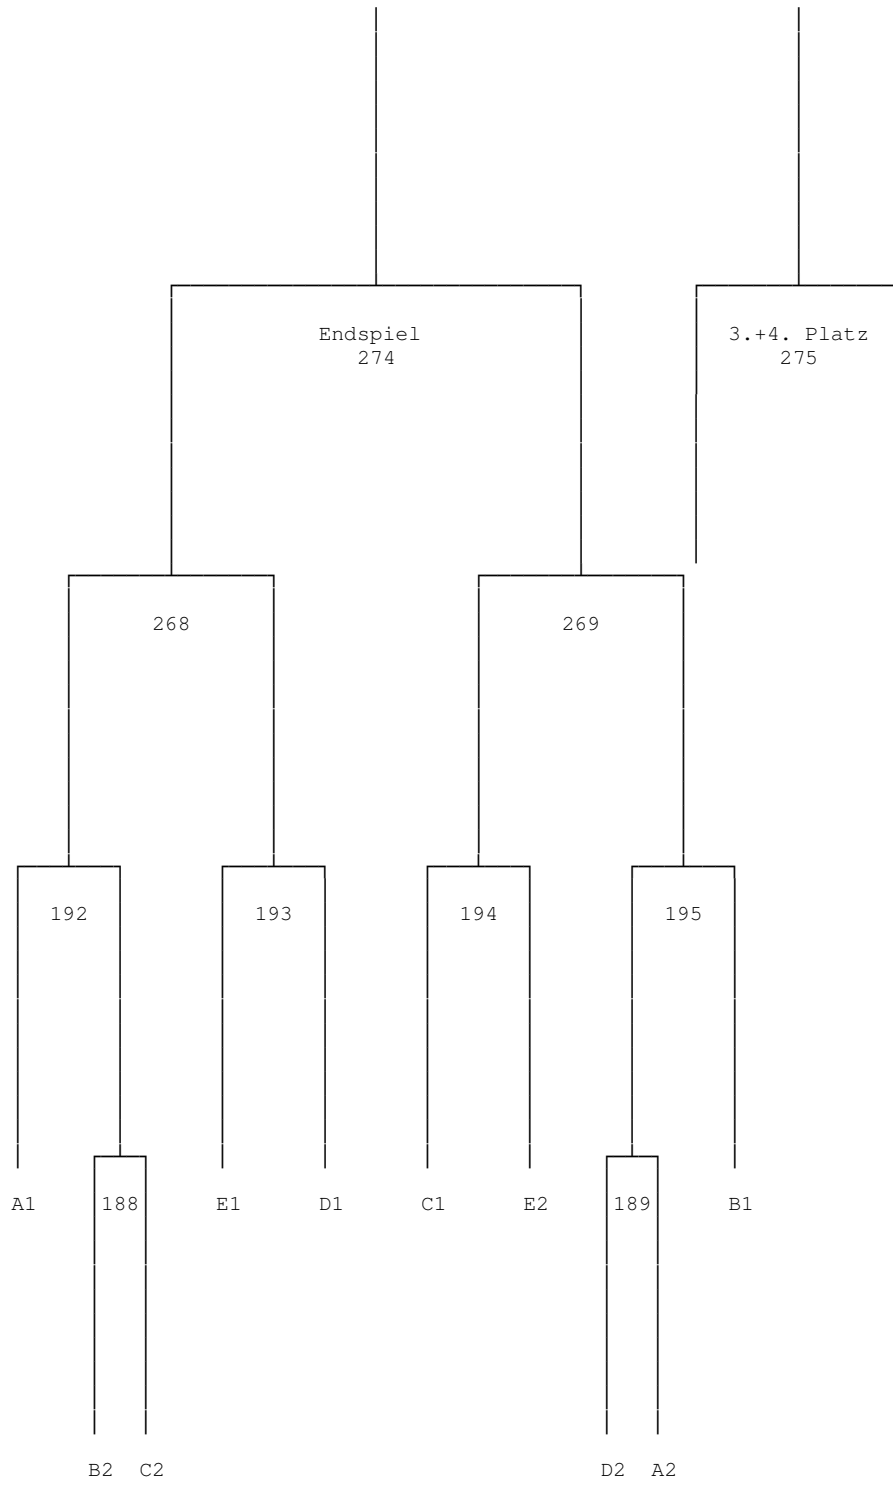 Endspiel 3.+4. Platz
274 275
268 269
192 193 194 195
A1 188 E1 D1 C1 E2 189 B1
B2 C2 D2 A2